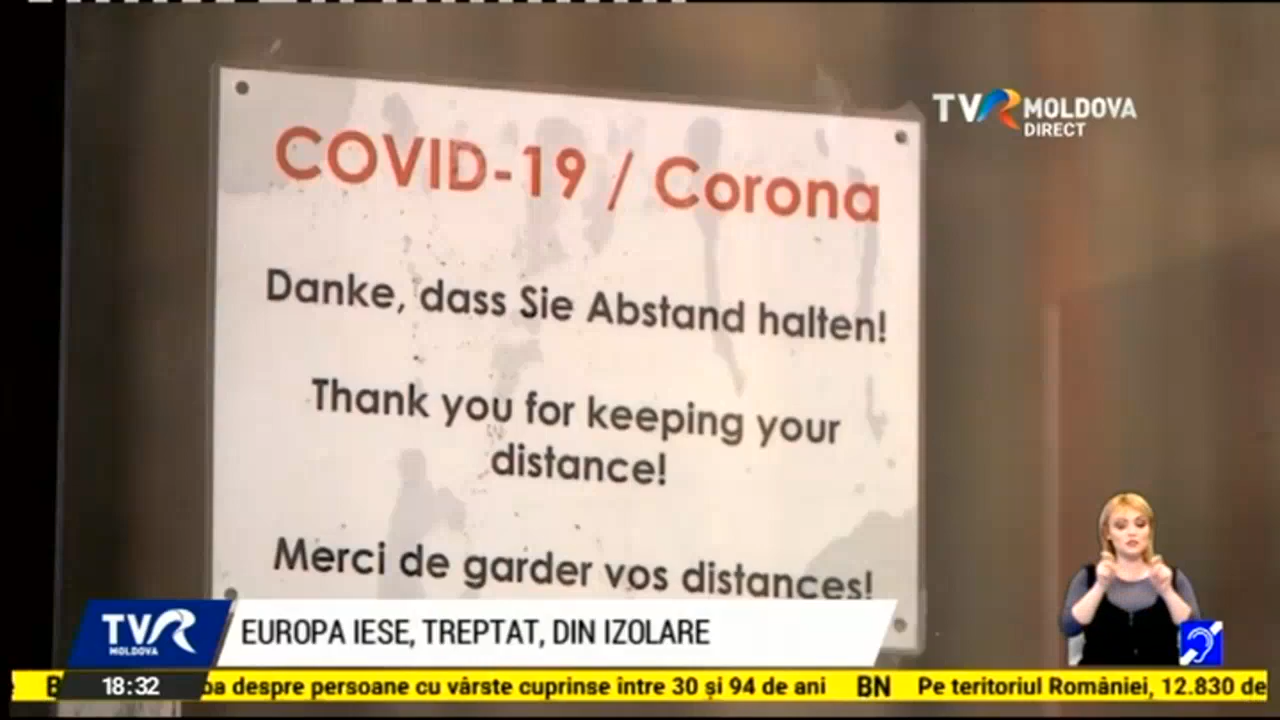 TVR MOLDOVA
DIRECT
COVID-19 / Corona
Danke, dass Sie Abstand halten!
Thank you for keeping your
distance!
Merci de garder vos distances!
TVR
MOLDOVA
EUROPA IESE, TREPTAT, DIN IZOLARE
18:32
despre persoane cu vârste cuprinse între 30 și 94 de ani BN Pe teritoriul României, 12.830 de